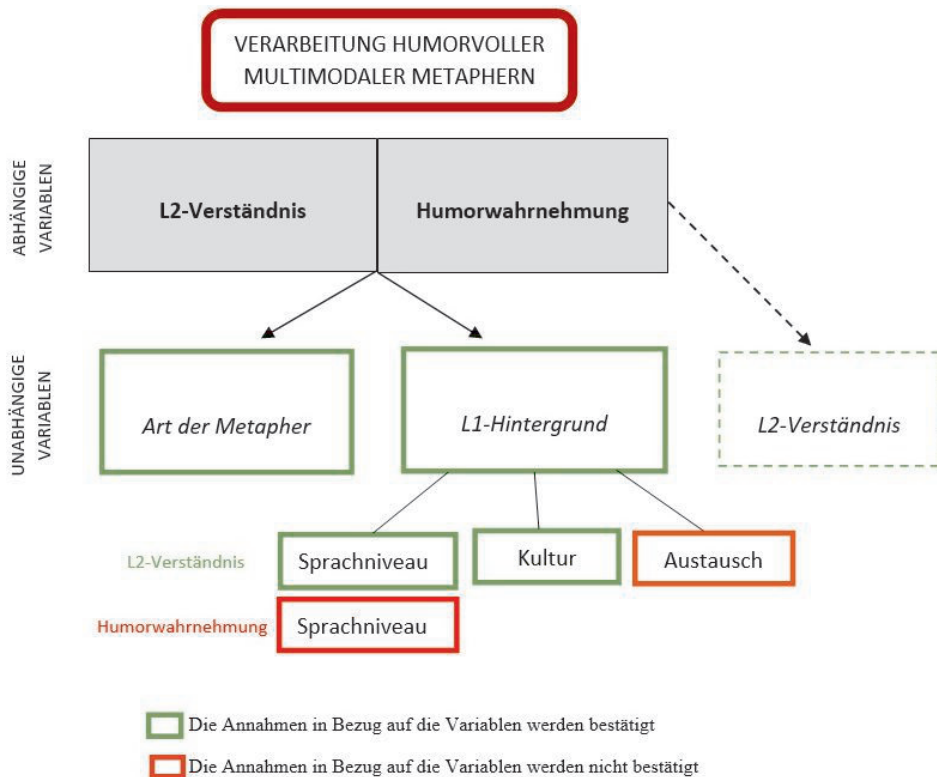 VERARBEITUNG HUMORVOLLER
MULTIMODALER METAPHERN
ABHÄNGIGE
VARIABLEN
L2-Verständnis
Humorwahrnehmung
UNABHÄNGIGE
VARIABLEN
Art der Metapher
L1-Hintergrund
L2-Verständnis
L2-Verständnis
Sprachniveau
Kultur
Austausch
Humorwahrnehmung
Sprachniveau
Die Annahmen in Bezug auf die Variablen werden bestätigt
Die Annahmen in Bezug auf die Variablen werden nicht bestätigt